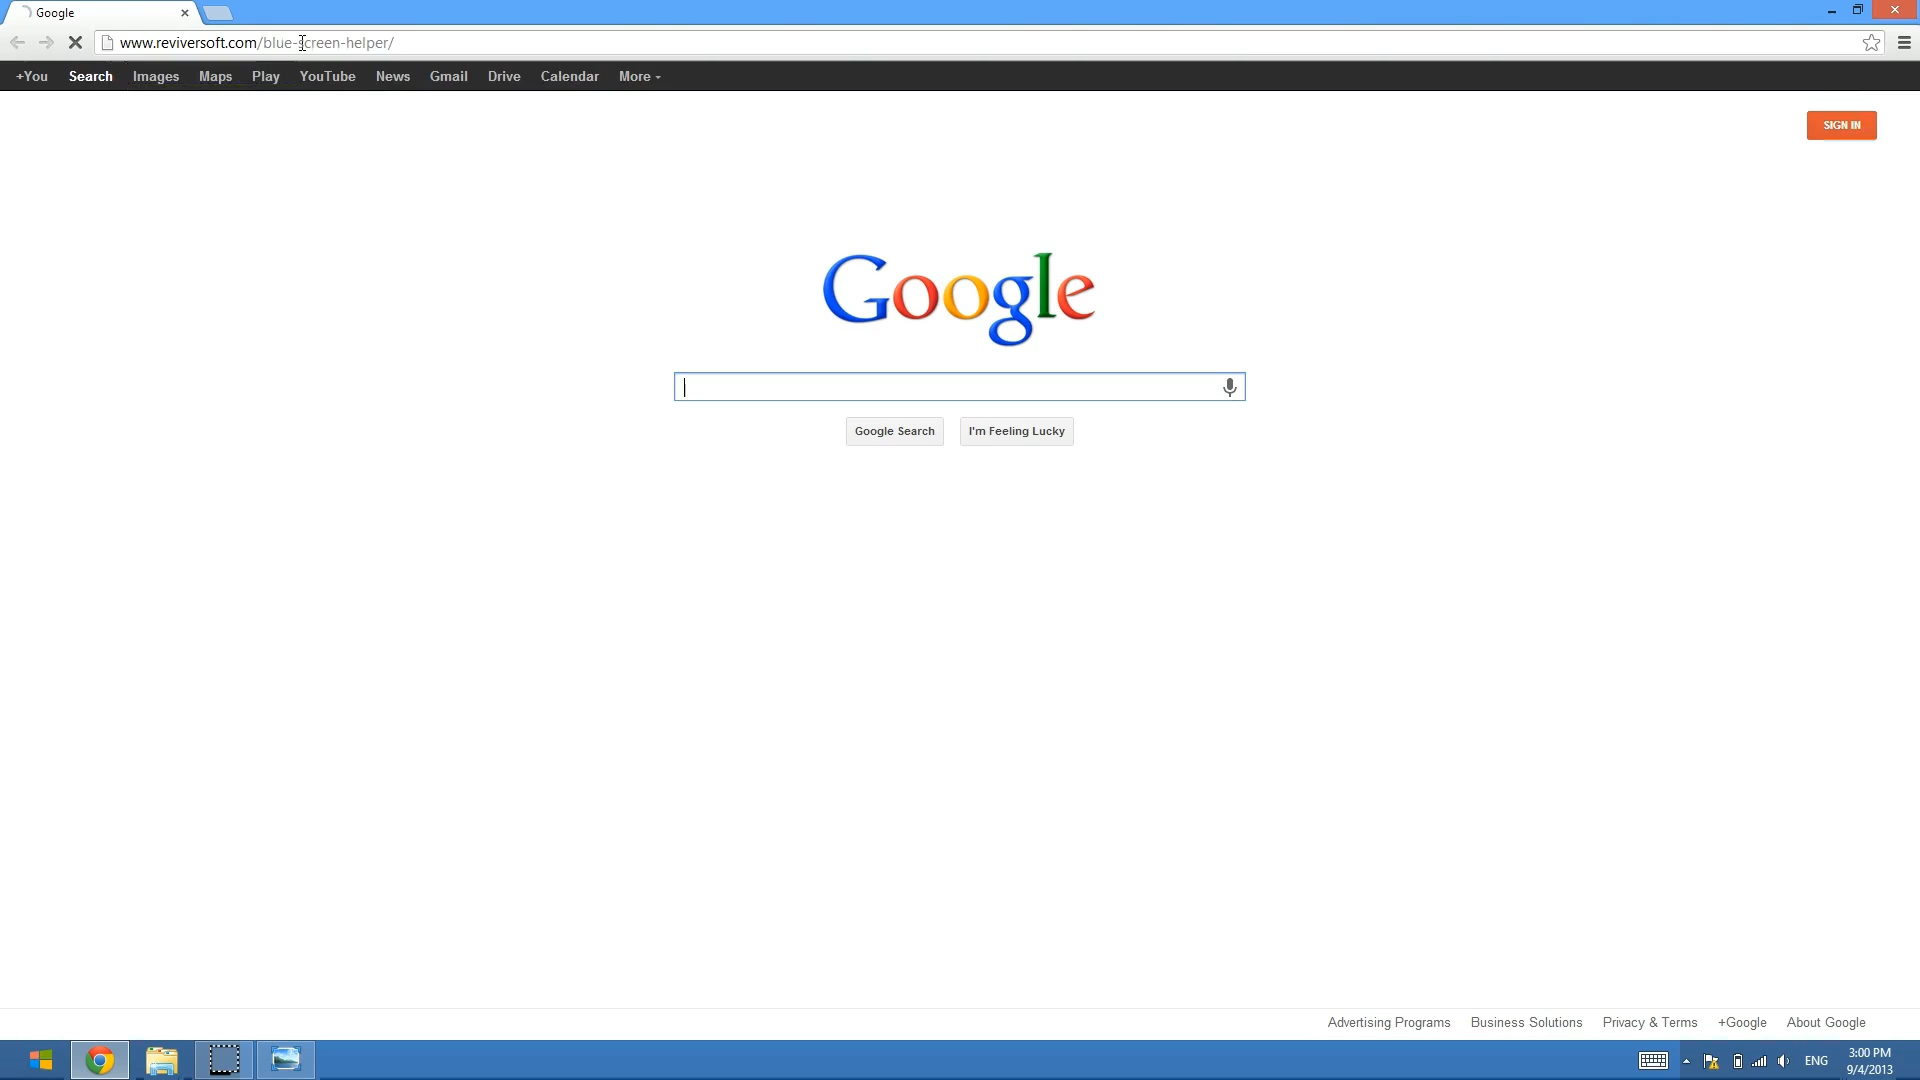 Google
www.reviversoft.com/blue-screen-helper/
+You Search Images Maps Play YouTube News Gmail Drive Calendar More
SIGN IN
Google
Google Search I'm Feeling Lucky
Advertising Programs Business Solutions Privacy & Terms +Google About Google
ENG 3:00 PM
9/4/2013